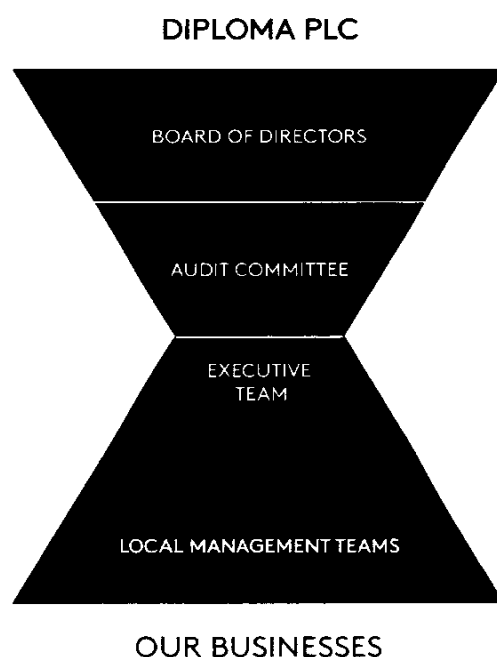 DIPLOMA PLC
BOARD OF DIRECTORS
AUDIT COMMITTEE
EXECUTIVE
TEAM
LOCAL MANAGEMENT TEAMS
OUR BUSINESSES